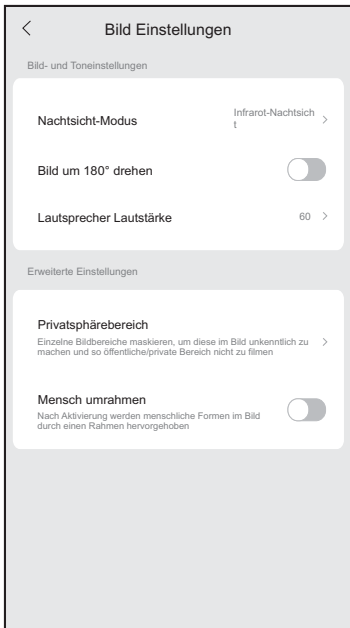 Bild Einstellungen
Bild- und Toneinstellungen
Nachtsicht-Modus
Infrarot-Nachtsich
t
Bild um 180° drehen
Lautsprecher Lautstärke
60
Erweiterte Einstellungen
Privatsphärebereich
Einzelne Bildbereiche maskieren, um diese im Bild unkenntlich zu
machen und so öffentliche/private Bereich nicht zu filmen
Mensch umrahmen
Nach Aktivierung werden menschliche Formen im Bild
durch einen Rahmen hervorgehoben